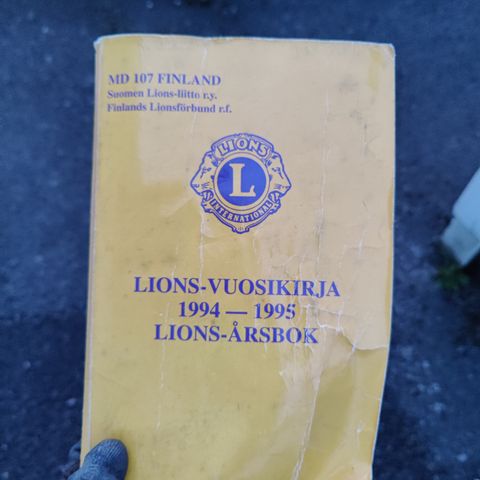 MD 107 FINLAND
Suomen Lions-liitto r.y.
Finlands Lionsförbund r.f.
LIONS
L
INTERNATIONAL
LIONS-VUOSIKIRJA
1994 — 1995
LIONS-ÅRSBOK